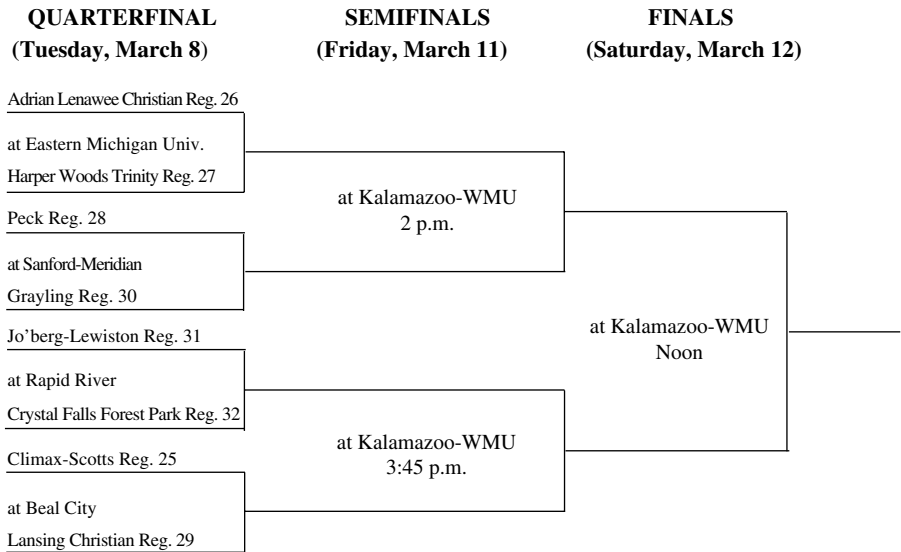 QUARTERFINAL
(Tuesday, March 8)
SEMIFINALS
(Friday, March 11)
FINALS
(Saturday, March 12)
Adrian Lenawee Christian Reg. 26
at Eastern Michigan Univ.
Harper Woods Trinity Reg. 27
Peck Reg. 28
at Sanford-Meridian
Grayling Reg. 30
Jo’berg-Lewiston Reg. 31
at Rapid River
Crystal Falls Forest Park Reg. 32
Climax-Scotts Reg. 25
at Beal City
Lansing Christian Reg. 29
at Kalamazoo-WMU
2 p.m.
at Kalamazoo-WMU
3:45 p.m.
at Kalamazoo-WMU
Noon